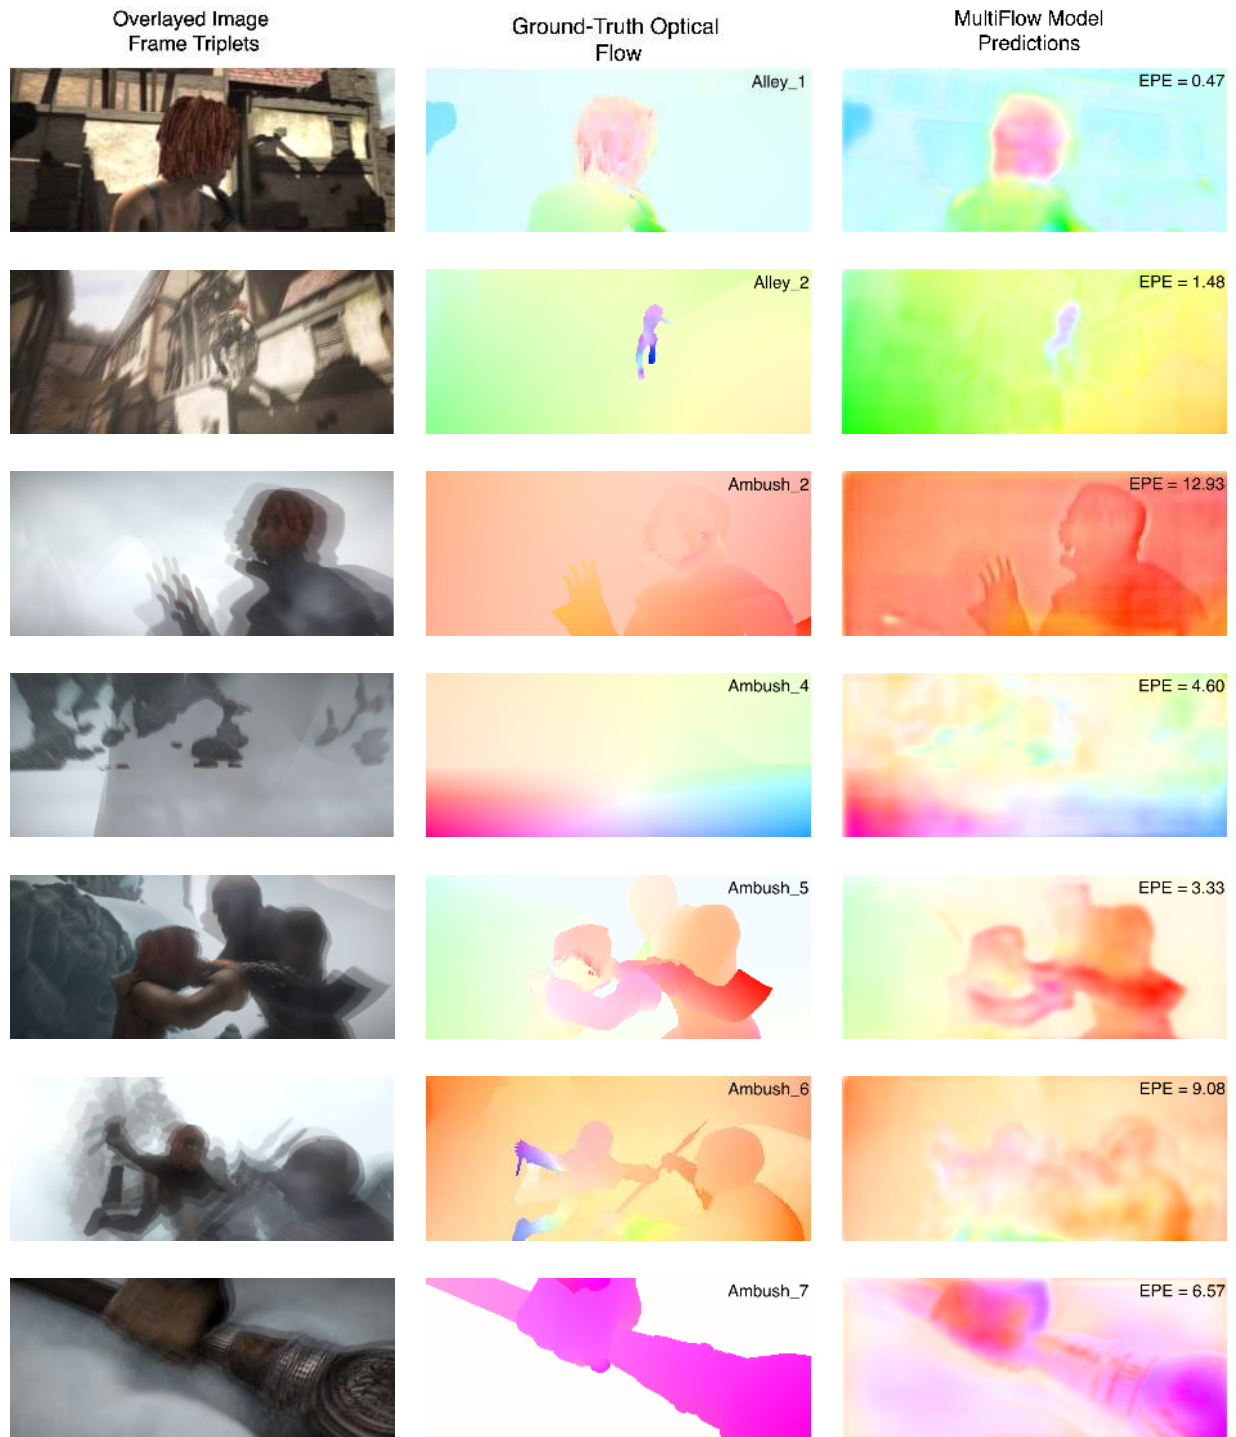 Overlayed Image
Frame Triplets
Ground-Truth Optical
Flow
MultiFlow Model
Predictions
Alley_1
EPE = 0.47
Alley_2
EPE = 1.48
Ambush_2
EPE = 12.93
Ambush_4
EPE = 4.60
Ambush_5
EPE = 3.33
Ambush_6
EPE = 9.08
Ambush_7
EPE = 6.57